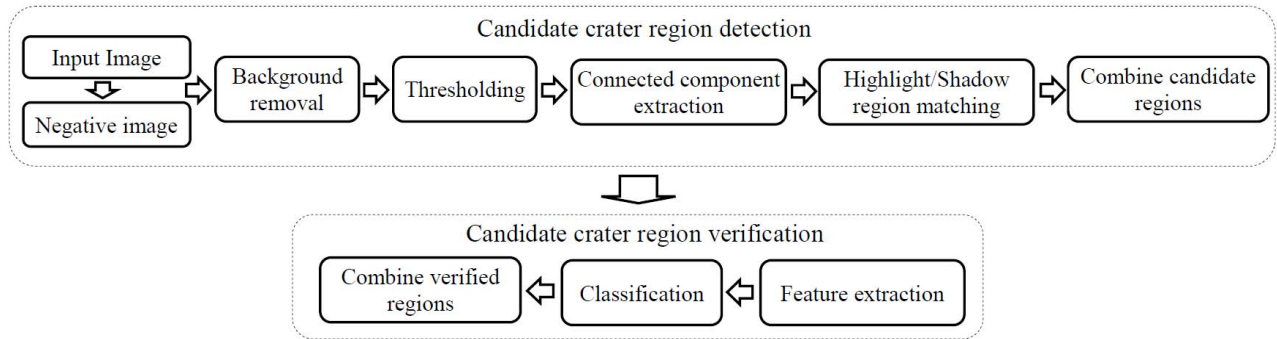 Candidate crater region detection
Input Image
Negative image
Background
removal
Thresholding
Connected component
extraction
Highlight/Shadow
region matching
Combine candidate
regions
Candidate crater region verification
Combine verified
regions
Classification
Feature extraction